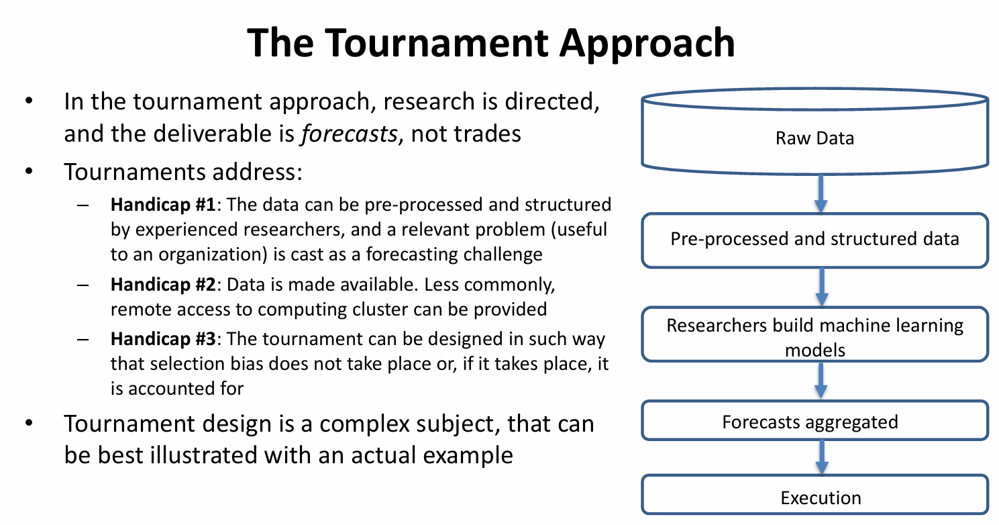 The Tournament Approach
• In the tournament approach, research is directed,
and the deliverable is forecasts, not trades
• Tournaments address:
– Handicap #1: The data can be pre-processed and structured
by experienced researchers, and a relevant problem (useful
to an organization) is cast as a forecasting challenge
– Handicap #2: Data is made available. Less commonly,
remote access to computing cluster can be provided
– Handicap #3: The tournament can be designed in such way
that selection bias does not take place or, if it takes place, it
is accounted for
• Tournament design is a complex subject, that can
be best illustrated with an actual example
Raw Data
Pre-processed and structured data
Researchers build machine learning
models
Forecasts aggregated
Execution